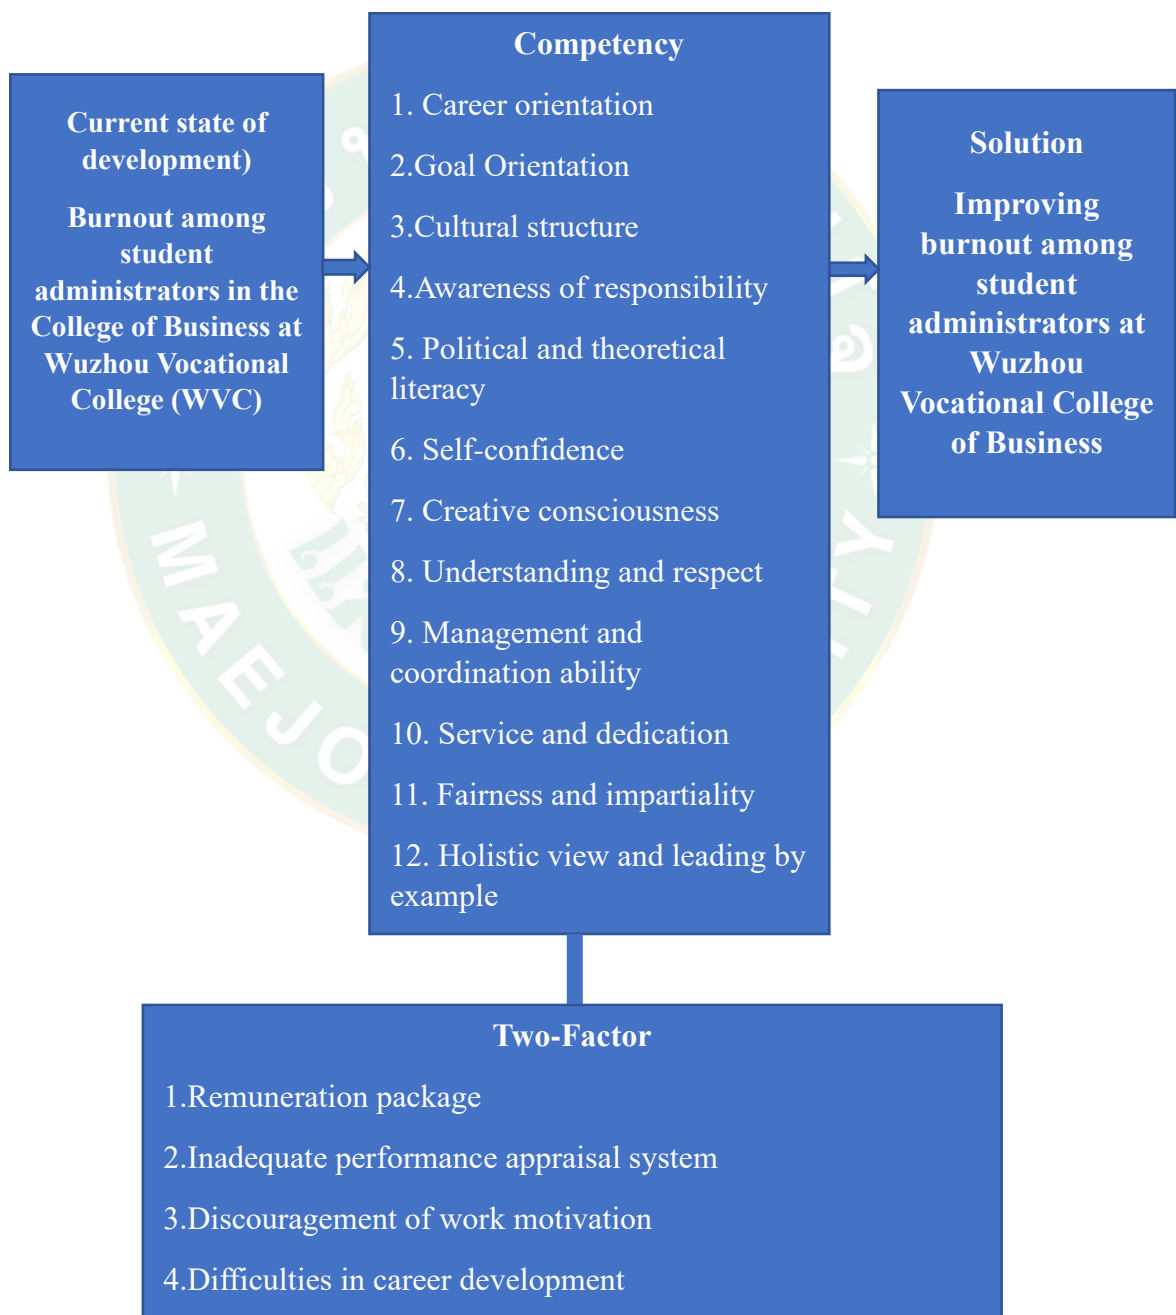 Current state of
development)
Burnout among
student
administrators in the
College of Business at
Wuzhou Vocational
College (WVC)
Competency
1. Career orientation
2.Goal Orientation
3.Cultural structure
4.Awareness of responsibility
5. Political and theoretical
literacy
6. Self-confidence
7. Creative consciousness
8. Understanding and respect
9. Management and
coordination ability
10. Service and dedication
11. Fairness and impartiality
12. Holistic view and leading by
example
Solution
Improving
burnout among
student
administrators at
Wuzhou
Vocational College
of Business
Two-Factor
1.Remuneration package
2.Inadequate performance appraisal system
3.Discouragement of work motivation
4.Difficulties in career development
MAEJO